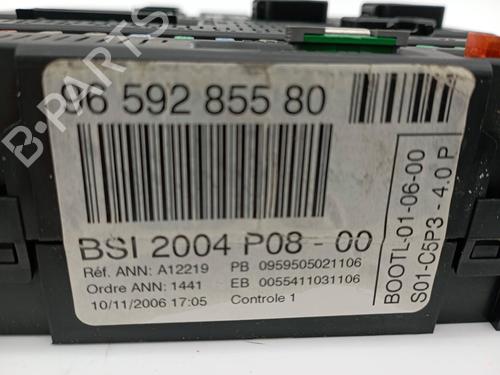 96 592 855 80
BSI 2004 P08 - 00
Réf. ANN: A12219 PB 0959505021106
Ordre ANN: 1441 EB 0055411031106
10/11/2006 17:05 Controle 1
BOOTL-01-06-00
S01-C5P3 - 4.0 P